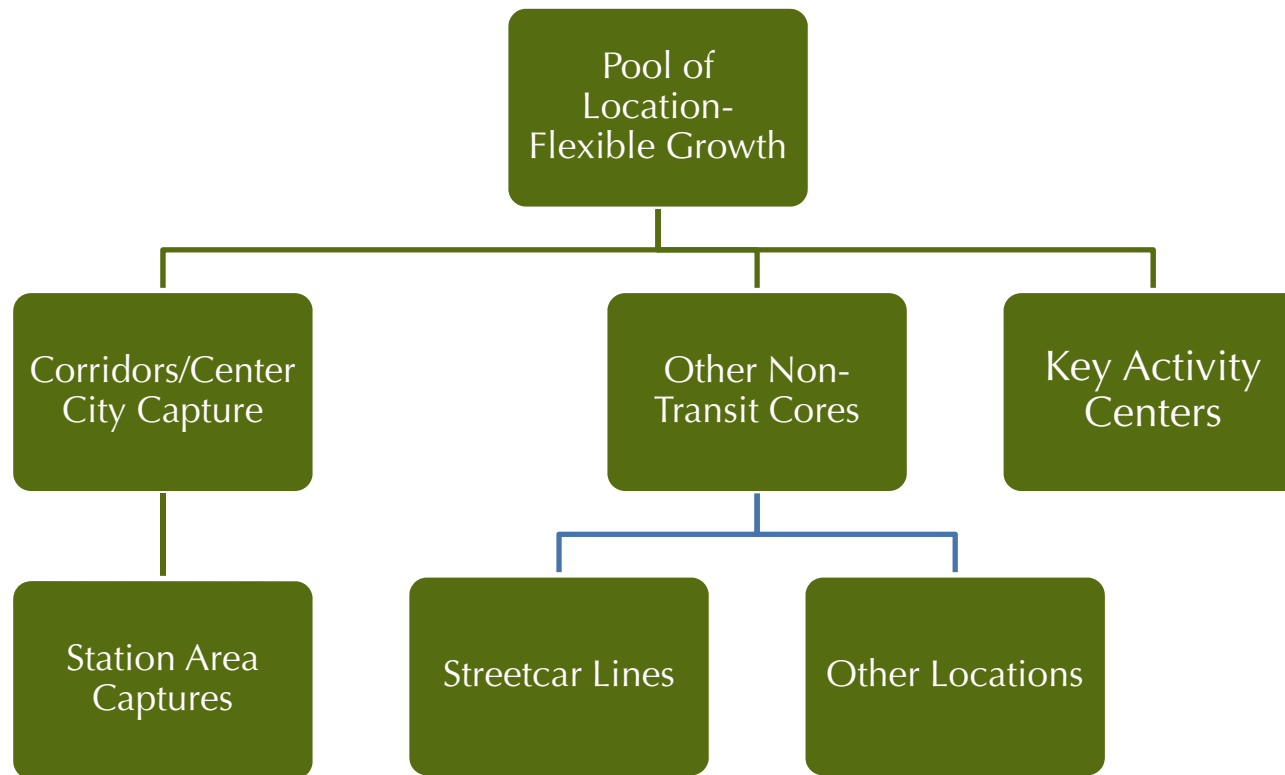 Pool of
Location-
Flexible Growth
Corridors/Center
City Capture
Other Non-
Transit Cores
Key Activity
Centers
Station Area
Captures
Streetcar Lines
Other Locations